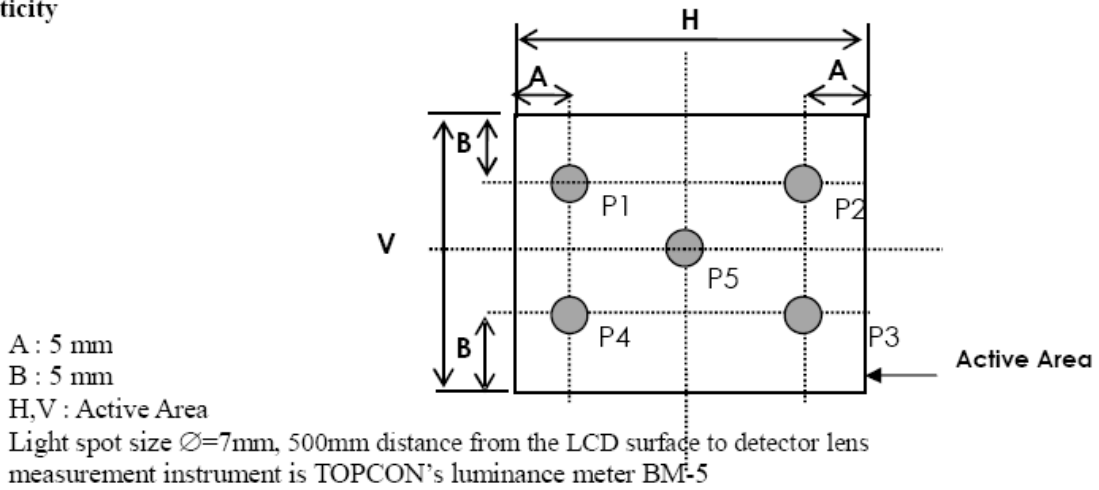 ticity
H
A
A
B
P1
P2
V
P5
B
P4
P3
Active Area
A : 5 mm
B : 5 mm
H,V : Active Area
Light spot size ∅=7mm, 500mm distance from the LCD surface to detector lens
measurement instrument is TOPCON’s luminance meter BM-5